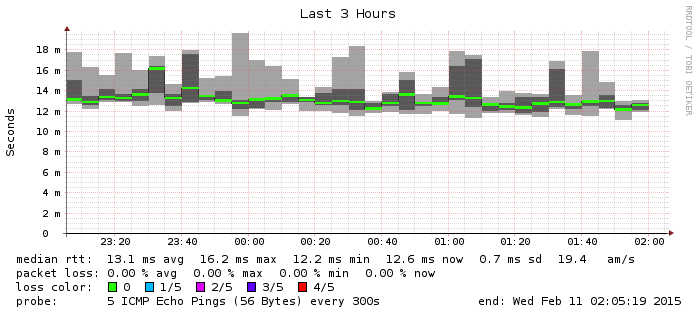 Last 3 Hours
RRDTOOL / TOBI OETIKER
Seconds
18 m
16 m
14 m
12 m
10 m
8 m
6 m
4 m
2 m
0
23:20 23:40 00:00 00:20 00:40 01:00 01:20 01:40 02:00
median rtt: 13.1 ms avg 16.2 ms max 12.2 ms min 12.6 ms now 0.7 ms sd 19.4 am/s
packet loss: 0.00 % avg 0.00 % max 0.00 % min 0.00 % now
loss color: 0 1/5 2/5 3/5 4/5
probe: 5 ICMP Echo Pings (56 Bytes) every 300s end: Wed Feb 11 02:05:19 2015